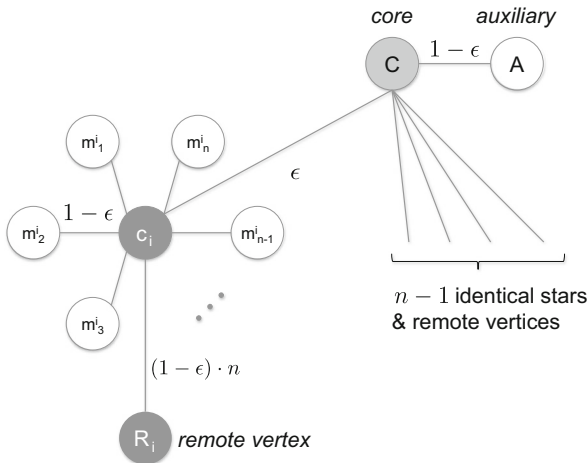 core auxiliary
C 1 − ϵ A
mⁱ₁ mⁱₙ
ϵ
1 − ϵ
mⁱ₂ cᵢ mⁱₙ₋₁
n − 1 identical stars
& remote vertices
mⁱ₃
(1 − ϵ) · n
Rᵢ remote vertex